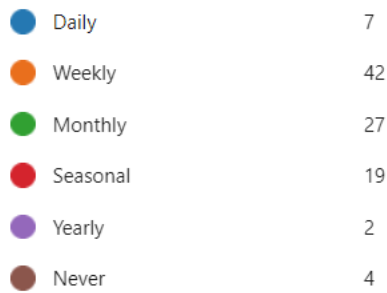 Daily 7
Weekly 42
Monthly 27
Seasonal 19
Yearly 2
Never 4